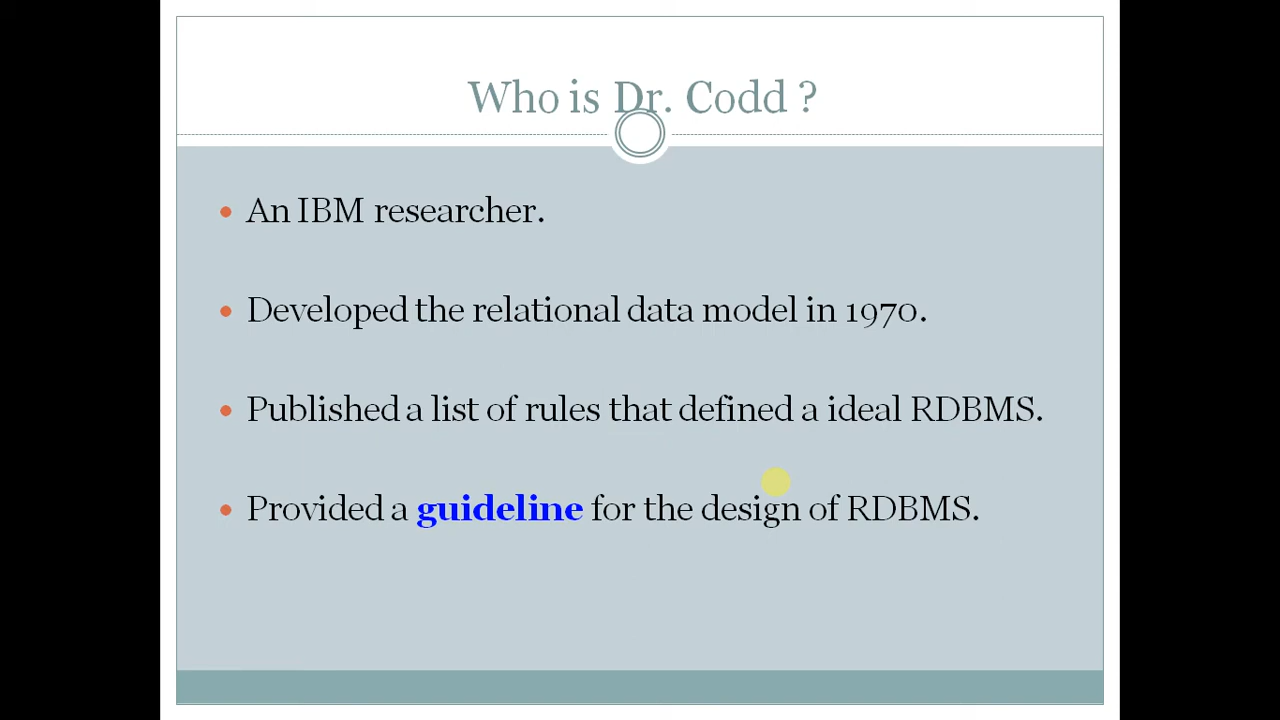 Who is Dr. Codd ?
• An IBM researcher.
• Developed the relational data model in 1970.
• Published a list of rules that defined a ideal RDBMS.
• Provided a guideline for the design of RDBMS.